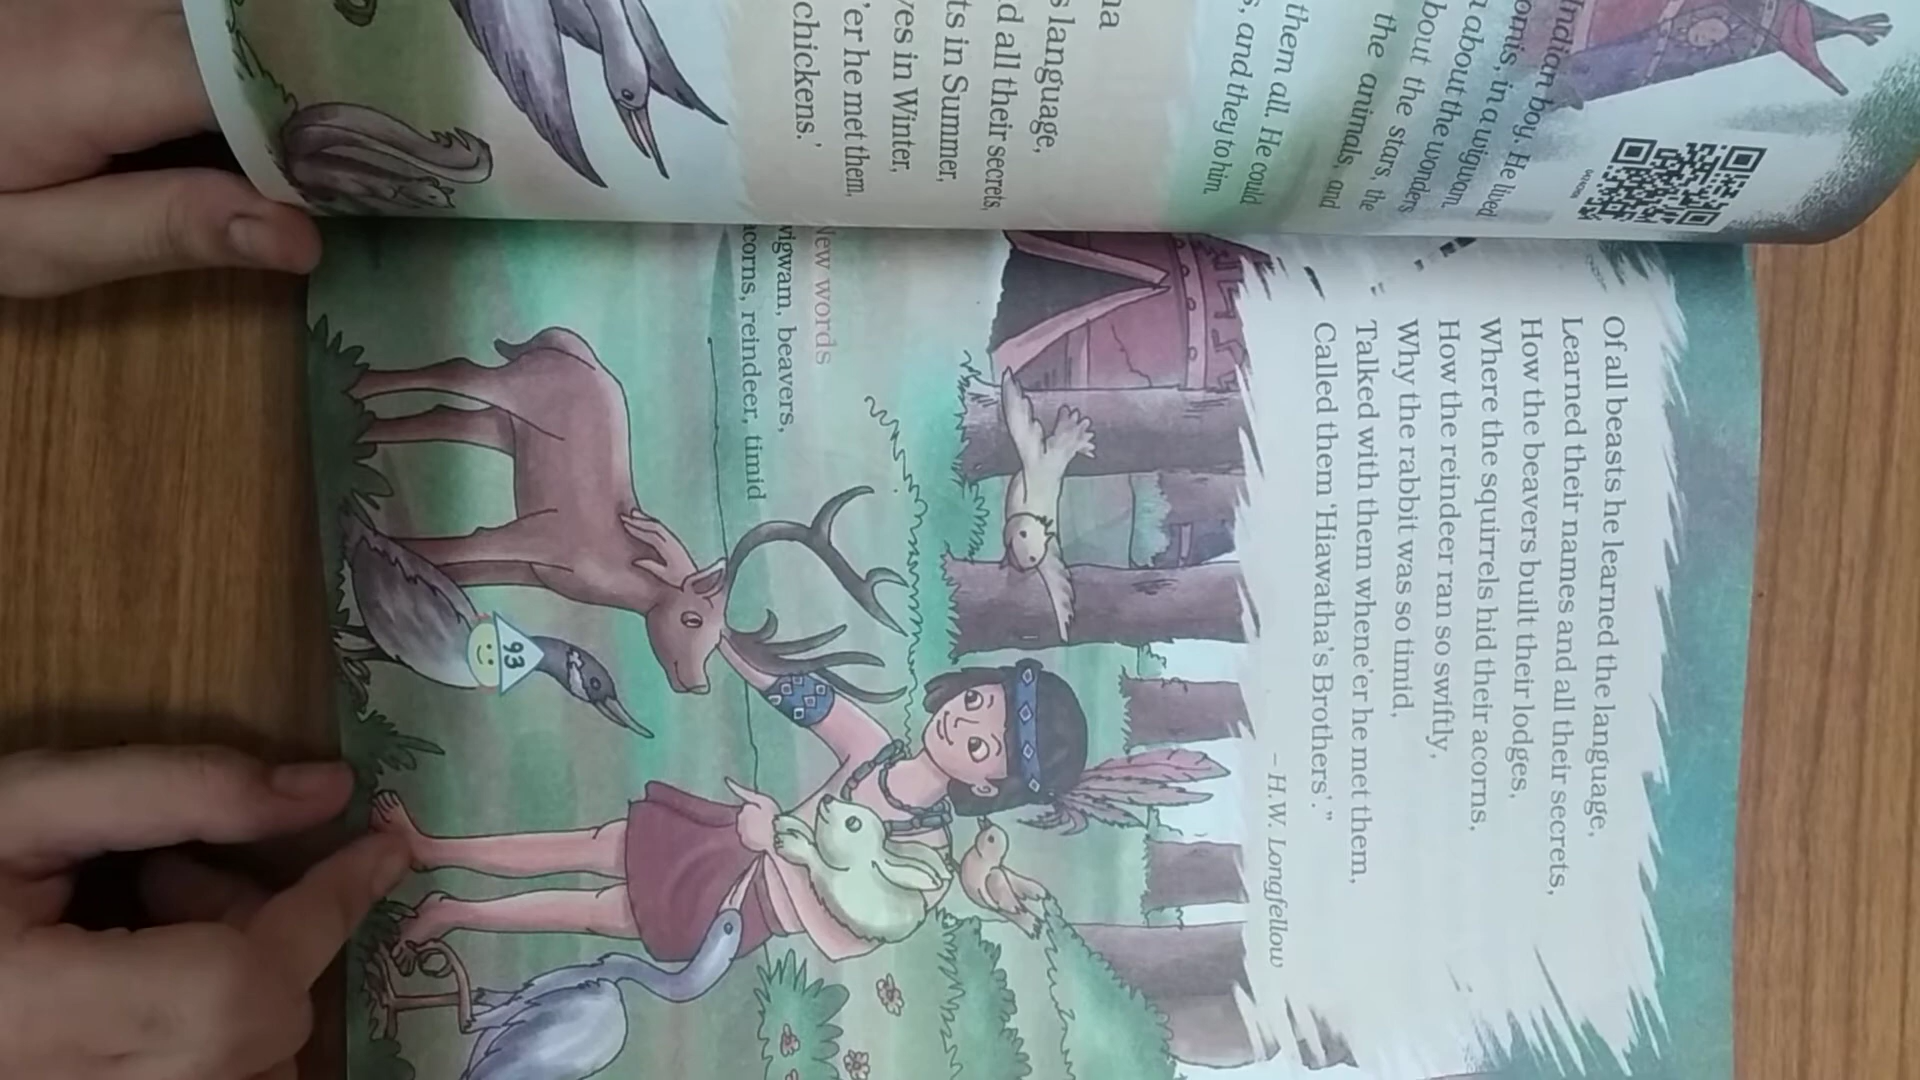 Indian boy. He lived
in a wigwam
about the wonders
about the stars, the
the animals, and
them all. He could
, and they to him.
language,
all their secrets,
in Summer,
in Winter,
'er he met them,
chickens.'
Of all beasts he learned the language,
Learned their names and all their secrets,
How the beavers built their lodges,
Where the squirrels hid their acorns,
How the reindeer ran so swiftly,
Why the rabbit was so timid,
Talked with them whene'er he met them,
Called them 'Hiawatha's Brothers'."
– H.W. Longfellow
New words
wigwam, beavers,
acorns, reindeer, timid
93